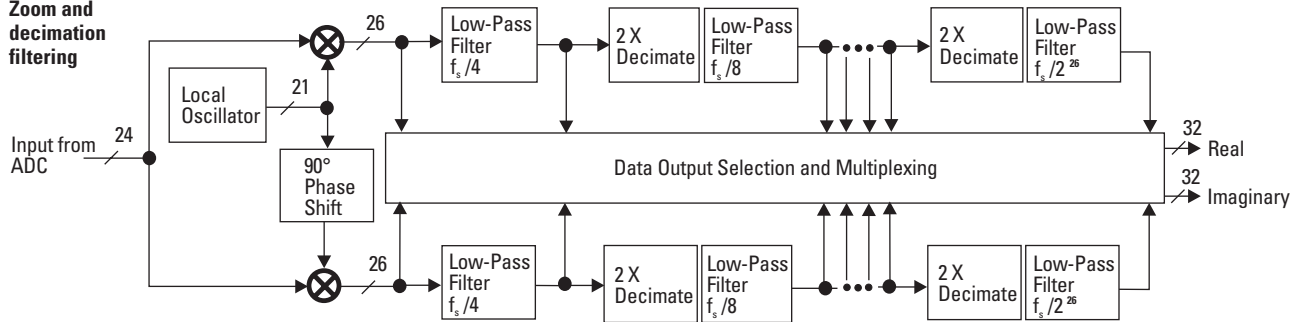 Zoom and
decimation
filtering
26
Low-Pass
Filter
fs/4
2 X
Decimate
Low-Pass
Filter
fs/8
2 X
Decimate
Low-Pass
Filter
fs/2 26
Local
Oscillator
21
Input from
ADC
24
90°
Phase
Shift
Data Output Selection and Multiplexing
32
Real
32
Imaginary
26
Low-Pass
Filter
fs/4
2 X
Decimate
Low-Pass
Filter
fs/8
2 X
Decimate
Low-Pass
Filter
fs/2 26